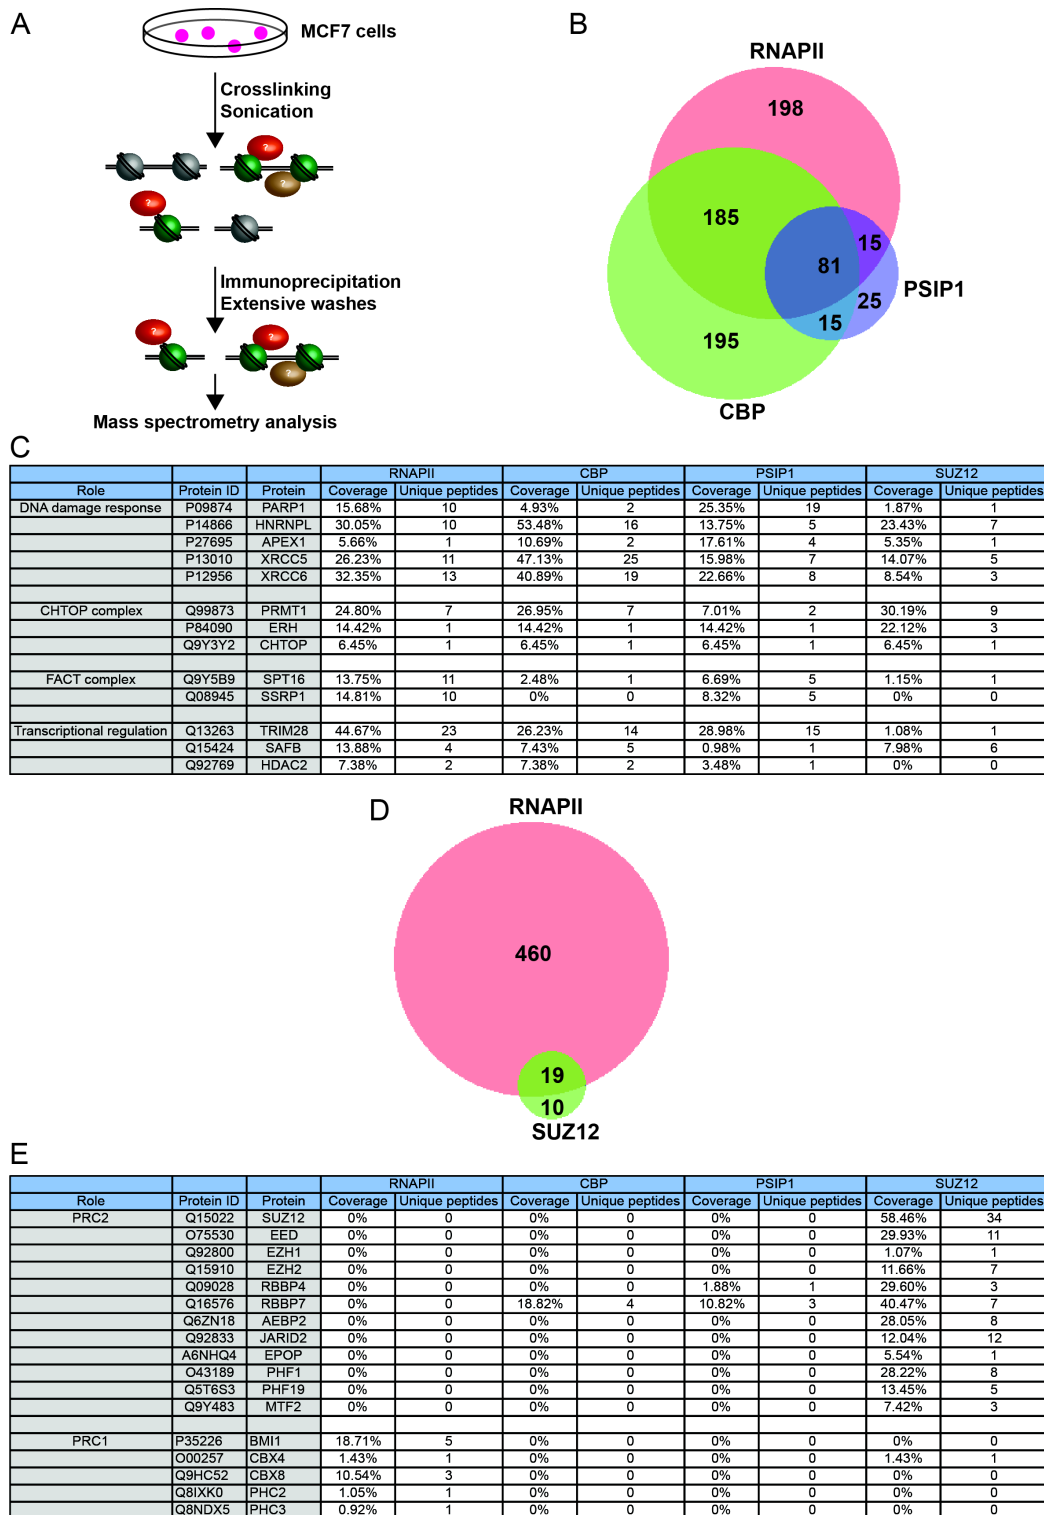 A
MCF7 cells
Crosslinking
Sonication
?
?
?
Immunoprecipitation
Extensive washes
?
?
?
Mass spectrometry analysis
B
RNAPII
198
185
15
81
PSIP1
25
15
195
CBP
C
RNAPII CBP PSIP1 SUZ12
Role Protein ID Protein Coverage Unique peptides Coverage Unique peptides Coverage Unique peptides Coverage Unique peptides
DNA damage response P09874 PARP1 15.68% 10 4.93% 2 25.35% 19 1.87% 1
P14866 HNRNPL 30.05% 10 53.48% 16 13.75% 5 23.43% 7
P27695 APEX1 5.66% 1 10.69% 2 17.61% 4 5.35% 1
P13010 XRCC5 26.23% 11 47.13% 25 15.98% 7 14.07% 5
P12956 XRCC6 32.35% 13 40.89% 19 22.66% 8 8.54% 3
CHTOP complex Q99873 PRMT1 24.80% 7 26.95% 7 7.01% 2 30.19% 9
P84090 ERH 14.42% 1 14.42% 1 14.42% 1 22.12% 3
Q9Y3Y2 CHTOP 6.45% 1 6.45% 1 6.45% 1 6.45% 1
FACT complex Q9Y5B9 SPT16 13.75% 11 2.48% 1 6.69% 5 1.15% 1
Q08945 SSRP1 14.81% 10 0% 0 8.32% 5 0% 0
Transcriptional regulation Q13263 TRIM28 44.67% 23 26.23% 14 28.98% 15 1.08% 1
Q15424 SAFB 13.88% 4 7.43% 5 0.98% 1 7.98% 6
Q92769 HDAC2 7.38% 2 7.38% 2 3.48% 1 0% 0
D
RNAPII
460
19
10
SUZ12
E
RNAPII CBP PSIP1 SUZ12
Role Protein ID Protein Coverage Unique peptides Coverage Unique peptides Coverage Unique peptides Coverage Unique peptides
PRC2 Q15022 SUZ12 0% 0 0% 0 0% 0 58.46% 34
O75530 EED 0% 0 0% 0 0% 0 29.93% 11
Q92800 EZH1 0% 0 0% 0 0% 0 1.07% 1
Q15910 EZH2 0% 0 0% 0 0% 0 11.66% 7
Q09028 RBBP4 0% 0 0% 0 1.88% 1 29.60% 3
Q16576 RBBP7 0% 0 18.82% 4 10.82% 3 40.47% 7
Q6ZN18 AEBP2 0% 0 0% 0 0% 0 28.05% 8
Q92833 JARID2 0% 0 0% 0 0% 0 12.04% 12
A6NHQ4 EPOP 0% 0 0% 0 0% 0 5.54% 1
O43189 PHF1 0% 0 0% 0 0% 0 28.22% 8
Q5T6S3 PHF19 0% 0 0% 0 0% 0 13.45% 5
Q9Y483 MTF2 0% 0 0% 0 0% 0 7.42% 3
PRC1 P35226 BMI1 18.71% 5 0% 0 0% 0 0% 0
O00257 CBX4 1.43% 1 0% 0 0% 0 1.43% 1
Q9HC52 CBX8 10.54% 3 0% 0 0% 0 0% 0
Q8IXK0 PHC2 1.05% 1 0% 0 0% 0 0% 0
Q8NDX5 PHC3 0.92% 1 0% 0 0% 0 0% 0